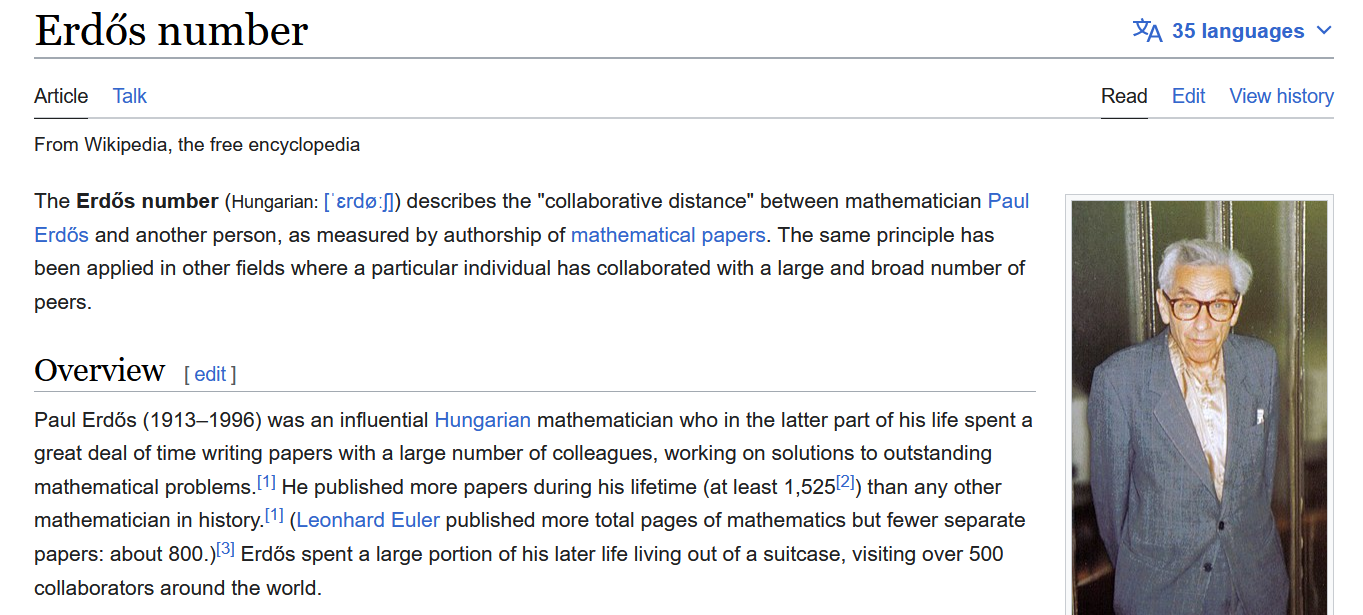 Erdős number
35 languages
Article Talk Read Edit View history
From Wikipedia, the free encyclopedia
The Erdős number (Hungarian: [ˈɛrdøːʃ]) describes the "collaborative distance" between mathematician Paul
Erdős and another person, as measured by authorship of mathematical papers. The same principle has
been applied in other fields where a particular individual has collaborated with a large and broad number of
peers.
Overview [ edit ]
Paul Erdős (1913–1996) was an influential Hungarian mathematician who in the latter part of his life spent a
great deal of time writing papers with a large number of colleagues, working on solutions to outstanding
mathematical problems.[1] He published more papers during his lifetime (at least 1,525[2]) than any other
mathematician in history.[1] (Leonhard Euler published more total pages of mathematics but fewer separate
papers: about 800.)[3] Erdős spent a large portion of his later life living out of a suitcase, visiting over 500
collaborators around the world.